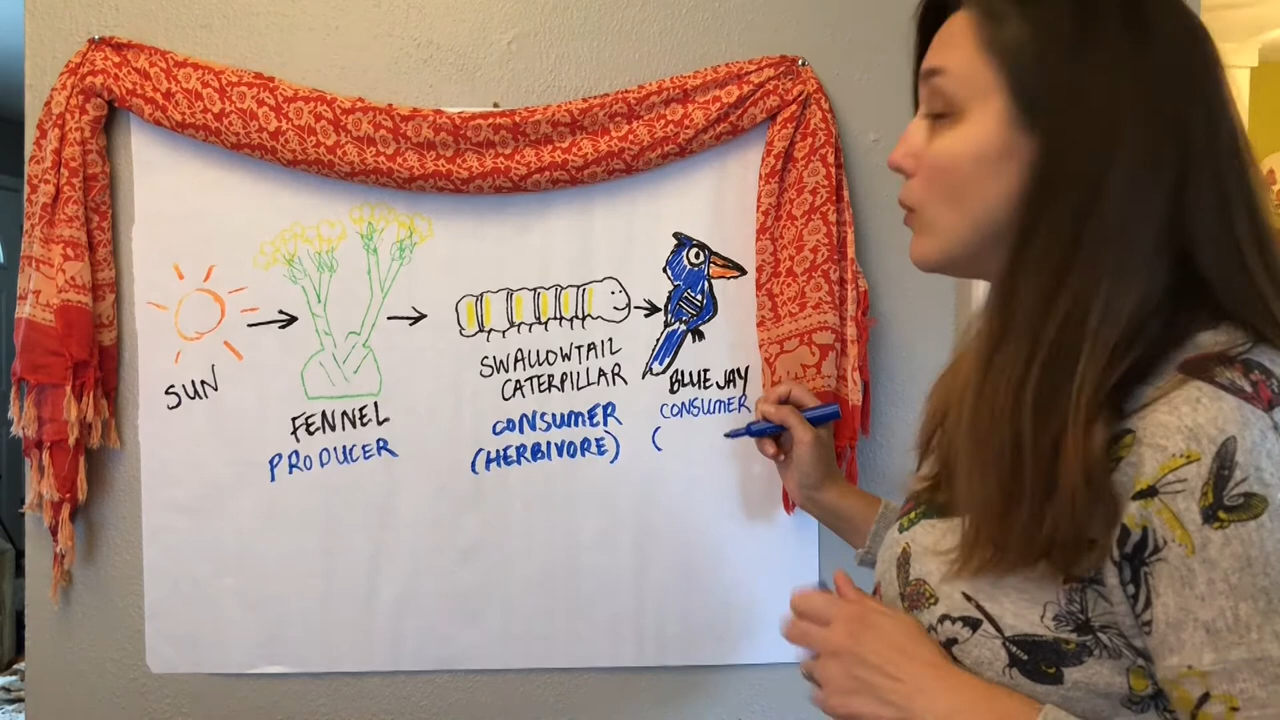 SUN
FENNEL
PRODUCER
SWALLOWTAIL
CATERPILLAR
CONSUMER
(HERBIVORE)
BLUE JAY
CONSUMER
(